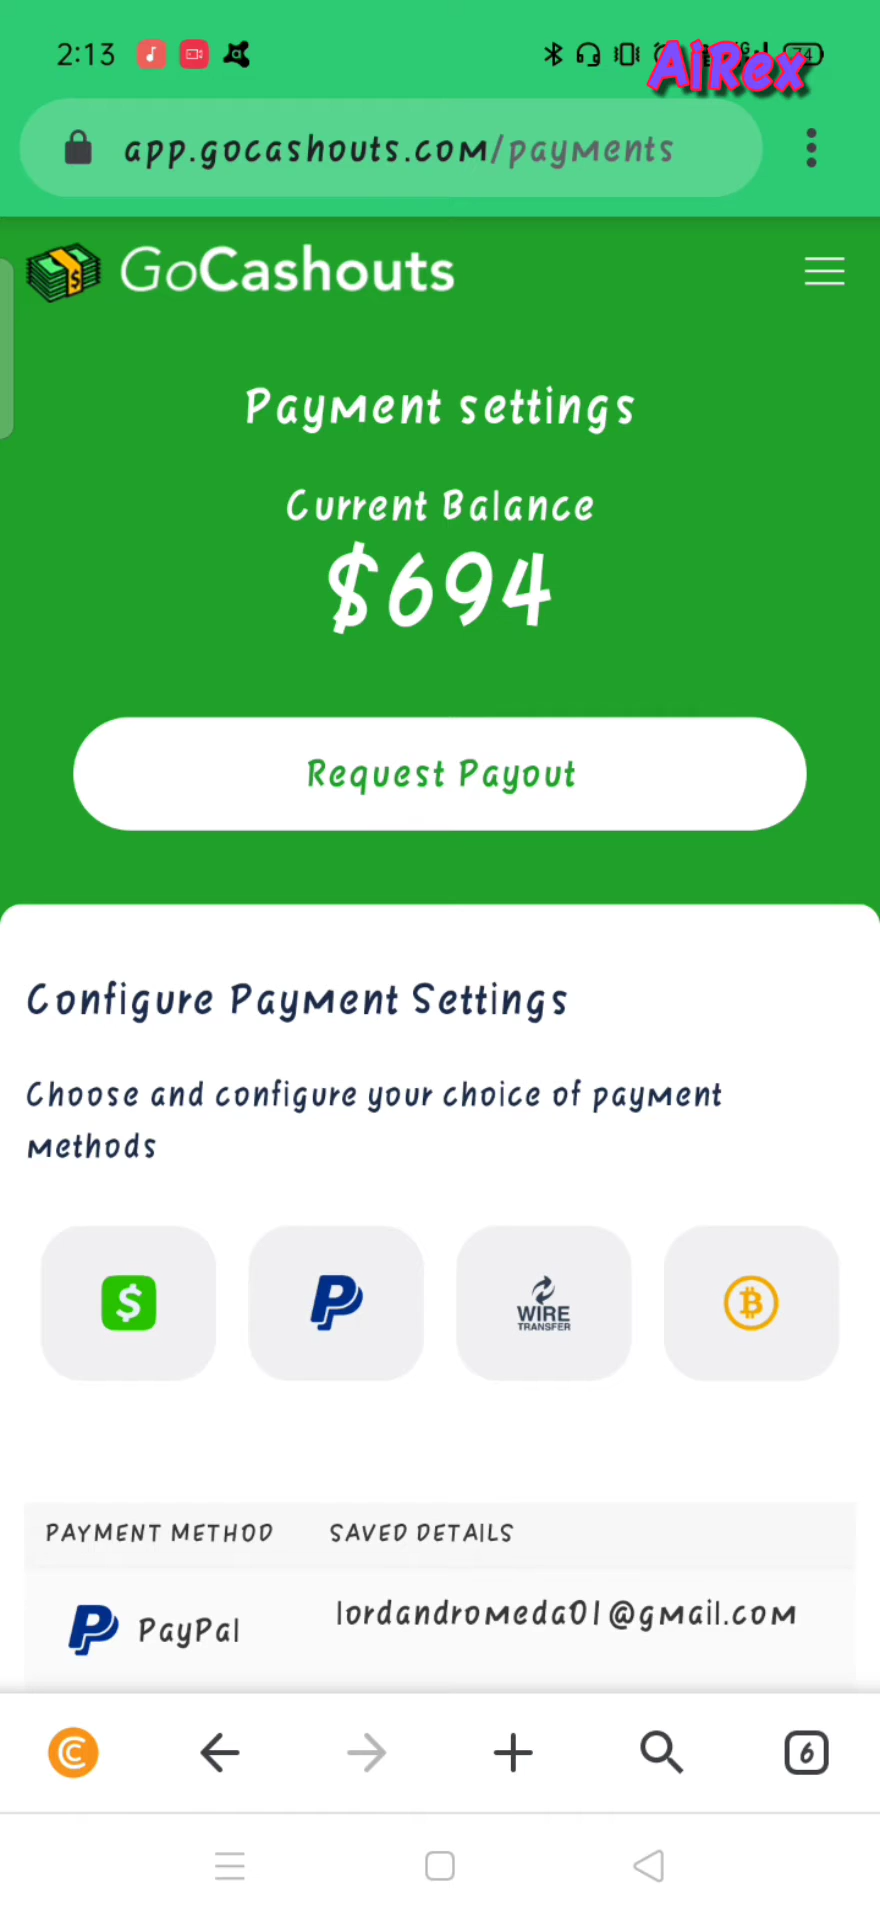 2:13
74
AiRex
app.gocashouts.com/payments
GoCashouts
Payment settings
Current Balance
$694
Request Payout
Configure Payment Settings
Choose and configure your choice of payment
methods
WIRE
TRANSFER
PAYMENT METHOD SAVED DETAILS
PayPal lordandromeda01@gmail.com
6